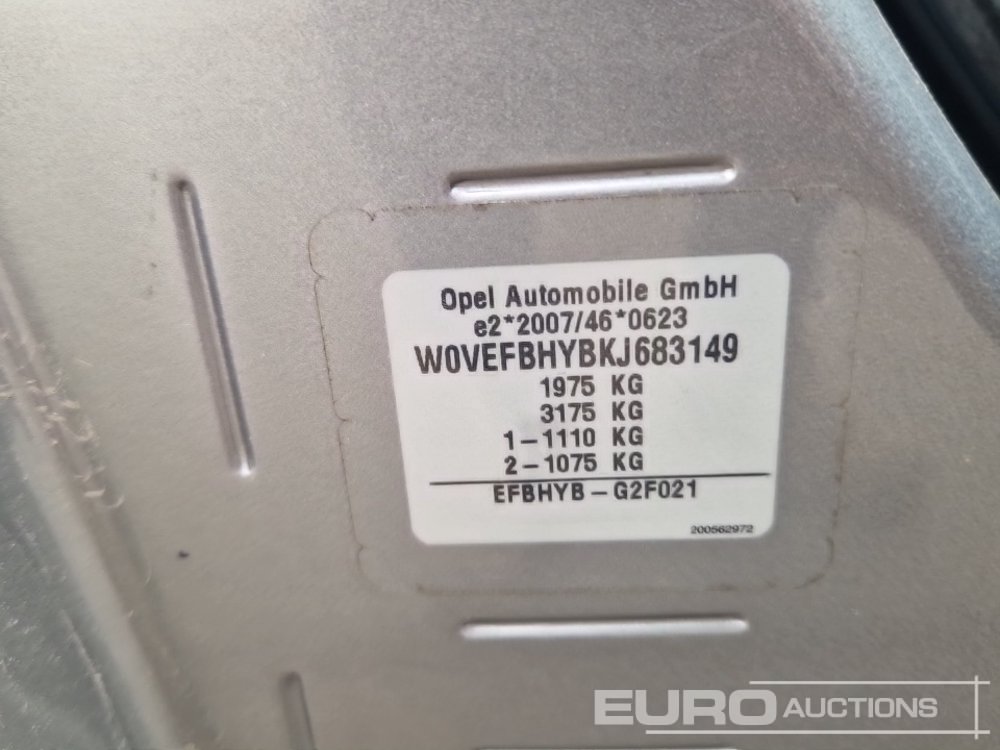 Opel Automobile GmbH
e2*2007/46*0623
W0VEFBHYBKJ683149
1975 KG
3175 KG
1-1110 KG
2-1075 KG
EFBHYB-G2F021
200562972
EURO AUCTIONS